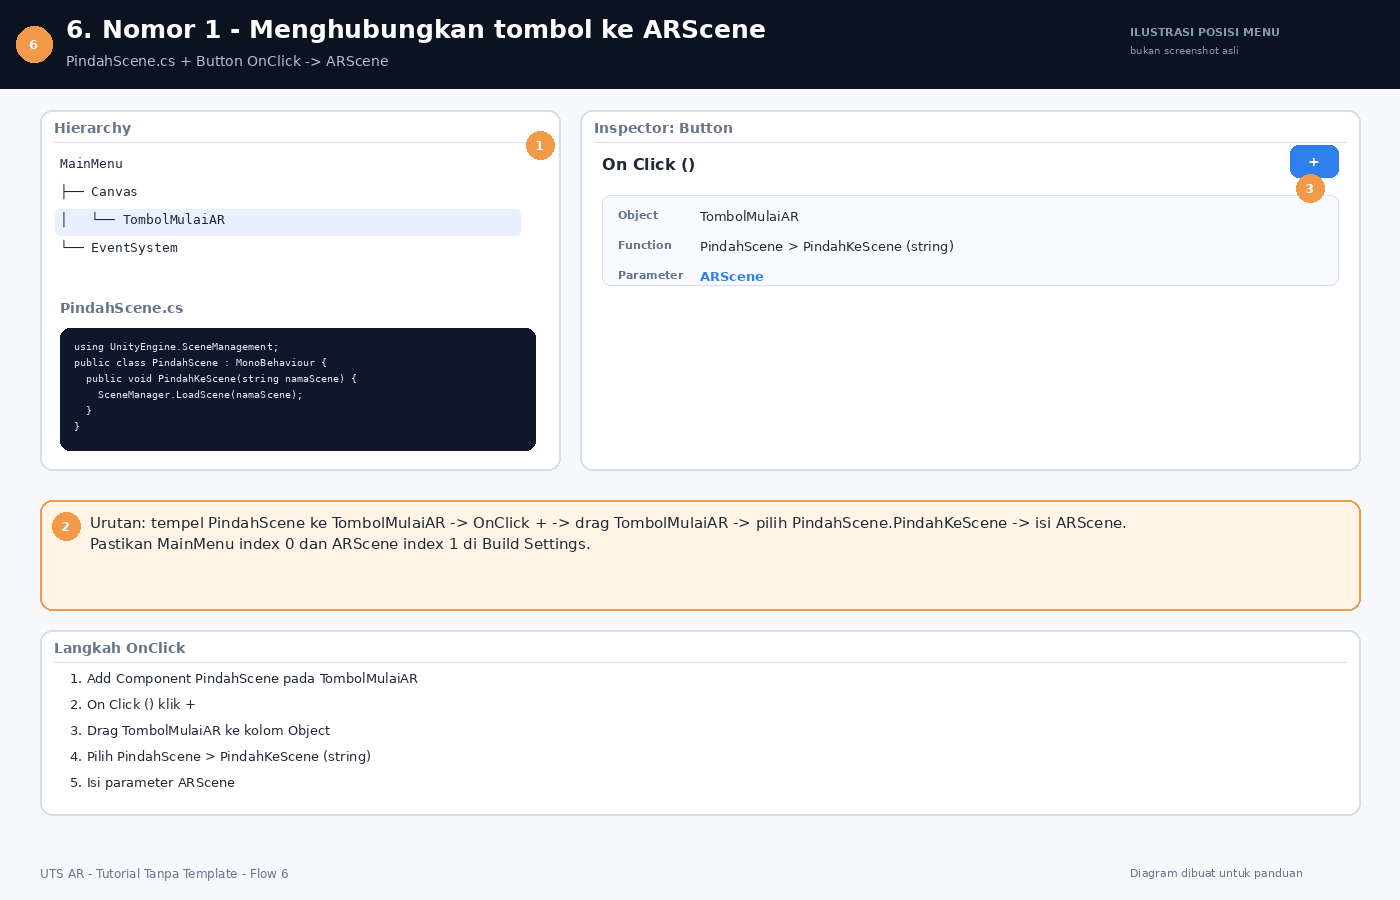 6
6. Nomor 1 - Menghubungkan tombol ke ARScene
PindahScene.cs + Button OnClick -> ARScene
ILUSTRASI POSISI MENU
bukan screenshot asli
Hierarchy
1
MainMenu
├── Canvas
│   └── TombolMulaiAR
└── EventSystem
PindahScene.cs
using UnityEngine.SceneManagement;
public class PindahScene : MonoBehaviour {
  public void PindahKeScene(string namaScene) {
    SceneManager.LoadScene(namaScene);
  }
}
Inspector: Button
On Click ()
+
3
Object TombolMulaiAR
Function PindahScene > PindahKeScene (string)
Parameter ARScene
2
Urutan: tempel PindahScene ke TombolMulaiAR -> OnClick + -> drag TombolMulaiAR -> pilih PindahScene.PindahKeScene -> isi ARScene.
Pastikan MainMenu index 0 dan ARScene index 1 di Build Settings.
Langkah OnClick
1. Add Component PindahScene pada TombolMulaiAR
2. On Click () klik +
3. Drag TombolMulaiAR ke kolom Object
4. Pilih PindahScene > PindahKeScene (string)
5. Isi parameter ARScene
UTS AR - Tutorial Tanpa Template - Flow 6
Diagram dibuat untuk panduan